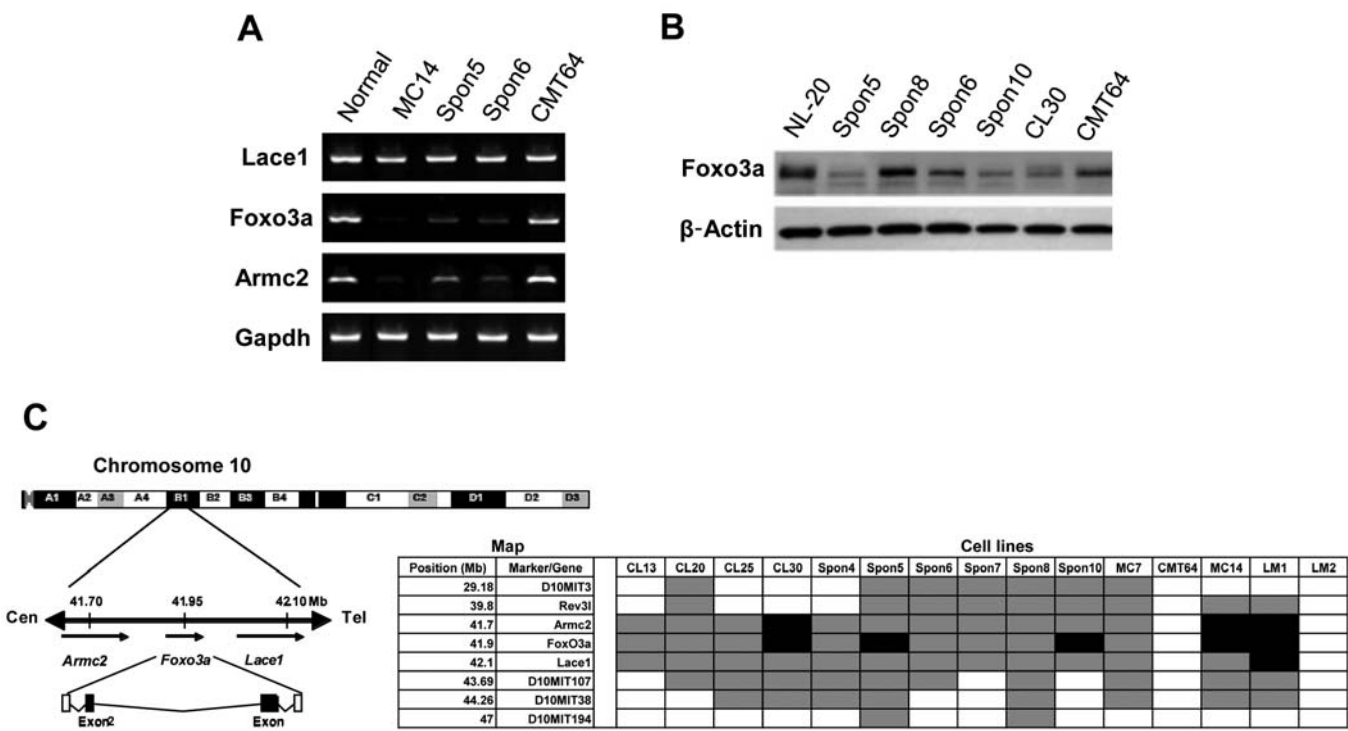 A
Normal MC14 Spon5 Spon6 CMT64
Lace1
Foxo3a
Armc2
Gapdh
B
NL-20 Spon5 Spon8 Spon6 Spon10 CL30 CMT64
Foxo3a
β-Actin
C
Chromosome 10
A1 A2 A3 A4 B1 B2 B3 B4 C1 C2 D1 D2 D3
41.70 41.95 42.10 Mb
Cen Tel
Armc2 Foxo3a Lace1
Exon2 Exon
Map Cell lines
Position (Mb) Marker/Gene CL13 CL20 CL25 CL30 Spon4 Spon5 Spon6 Spon7 Spon8 Spon10 MC7 CMT64 MC14 LM1 LM2
29.18 D10MIT3
39.8 Rev3l
41.7 Armc2
41.9 FoxO3a
42.1 Lace1
43.69 D10MIT107
44.26 D10MIT38
47 D10MIT194